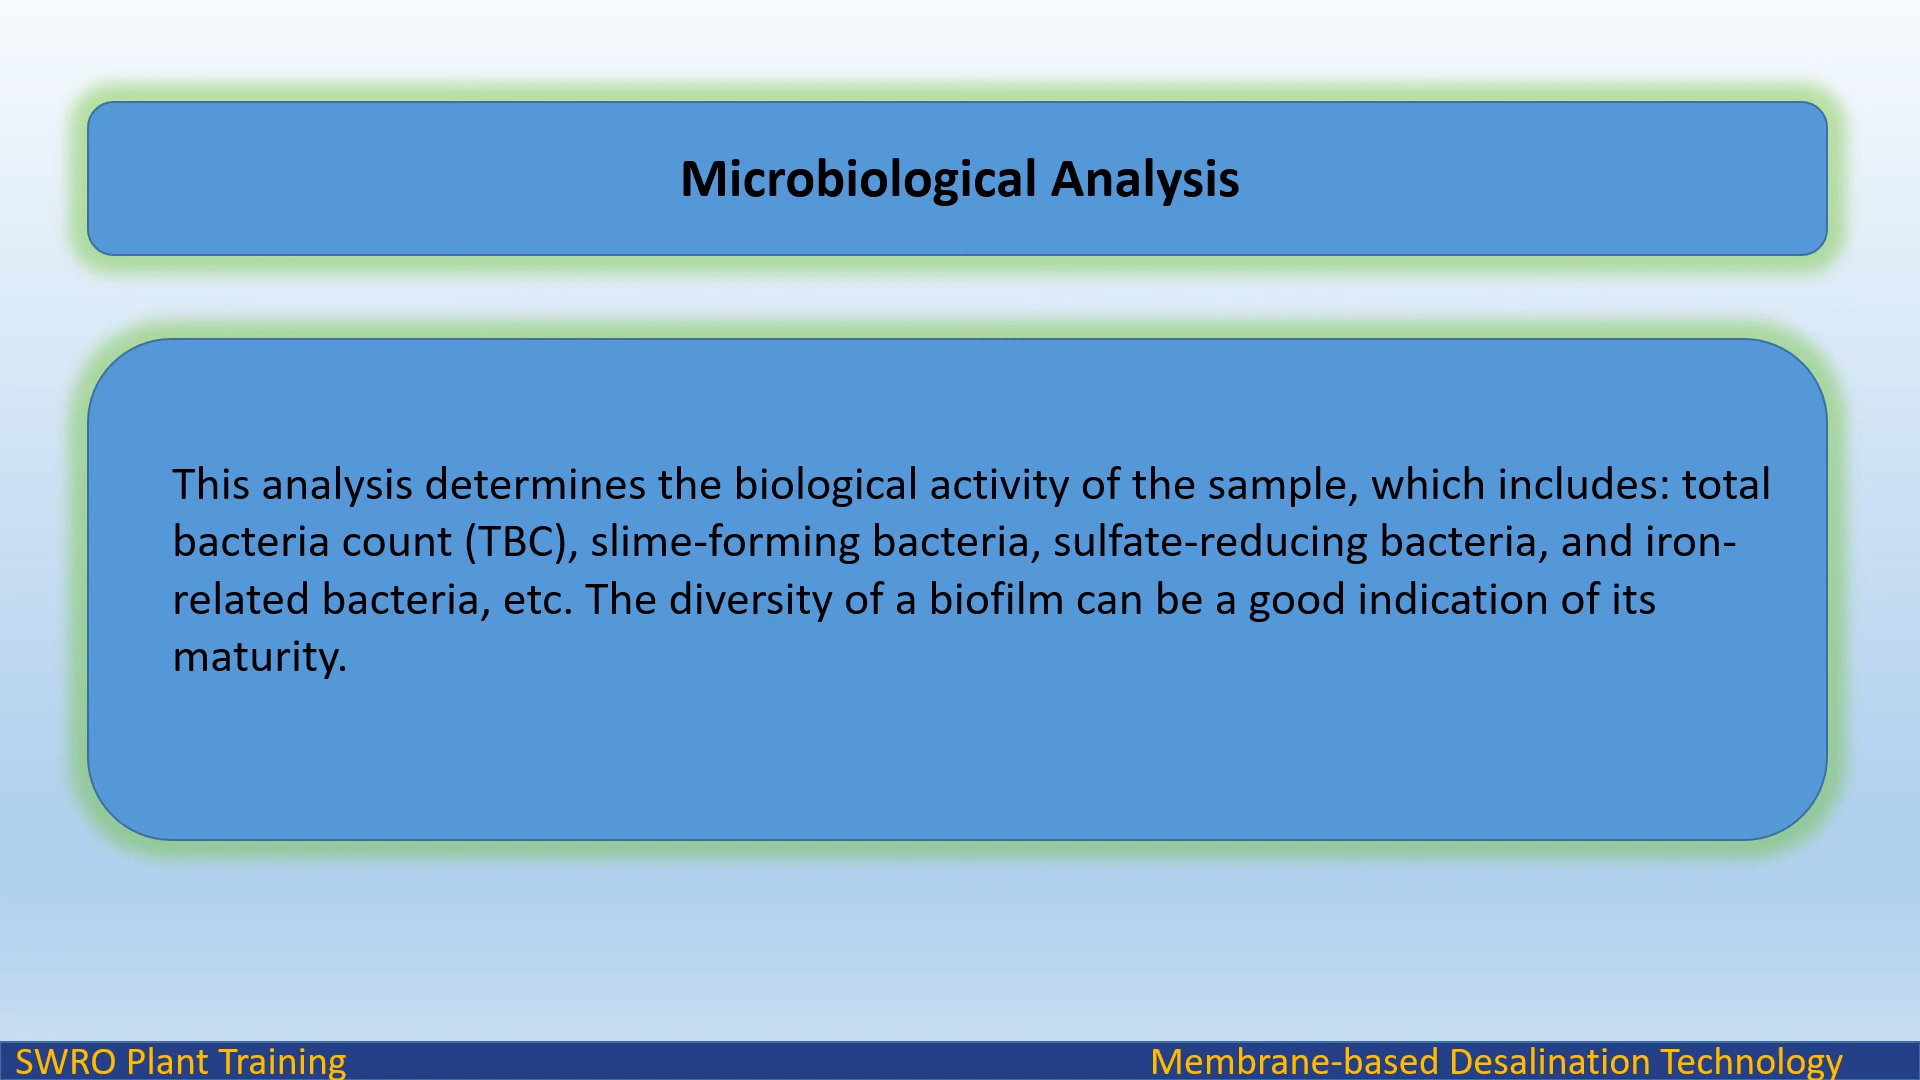 Microbiological Analysis
This analysis determines the biological activity of the sample, which includes: total
bacteria count (TBC), slime-forming bacteria, sulfate-reducing bacteria, and iron-
related bacteria, etc. The diversity of a biofilm can be a good indication of its
maturity.
SWRO Plant Training
Membrane-based Desalination Technology